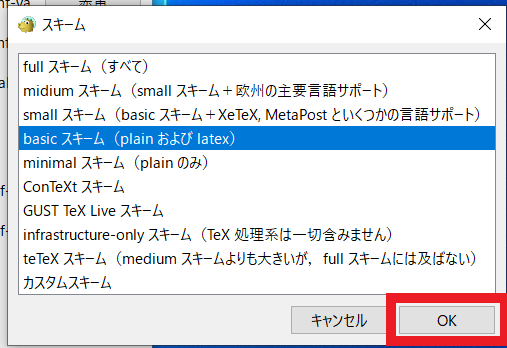 nf-va
変更
スキーム
full スキーム（すべて）
midium スキーム（small スキーム＋欧州の主要言語サポート）
small スキーム（basic スキーム＋XeTeX, MetaPost といくつかの言語サポート）
basic スキーム（plain および latex）
minimal スキーム（plain のみ）
ConTeXt スキーム
GUST TeX Live スキーム
infrastructure-only スキーム（TeX 処理系は一切含みません）
teTeX スキーム（medium スキームよりも大きいが，full スキームには及ばない）
カスタムスキーム
キャンセル
OK